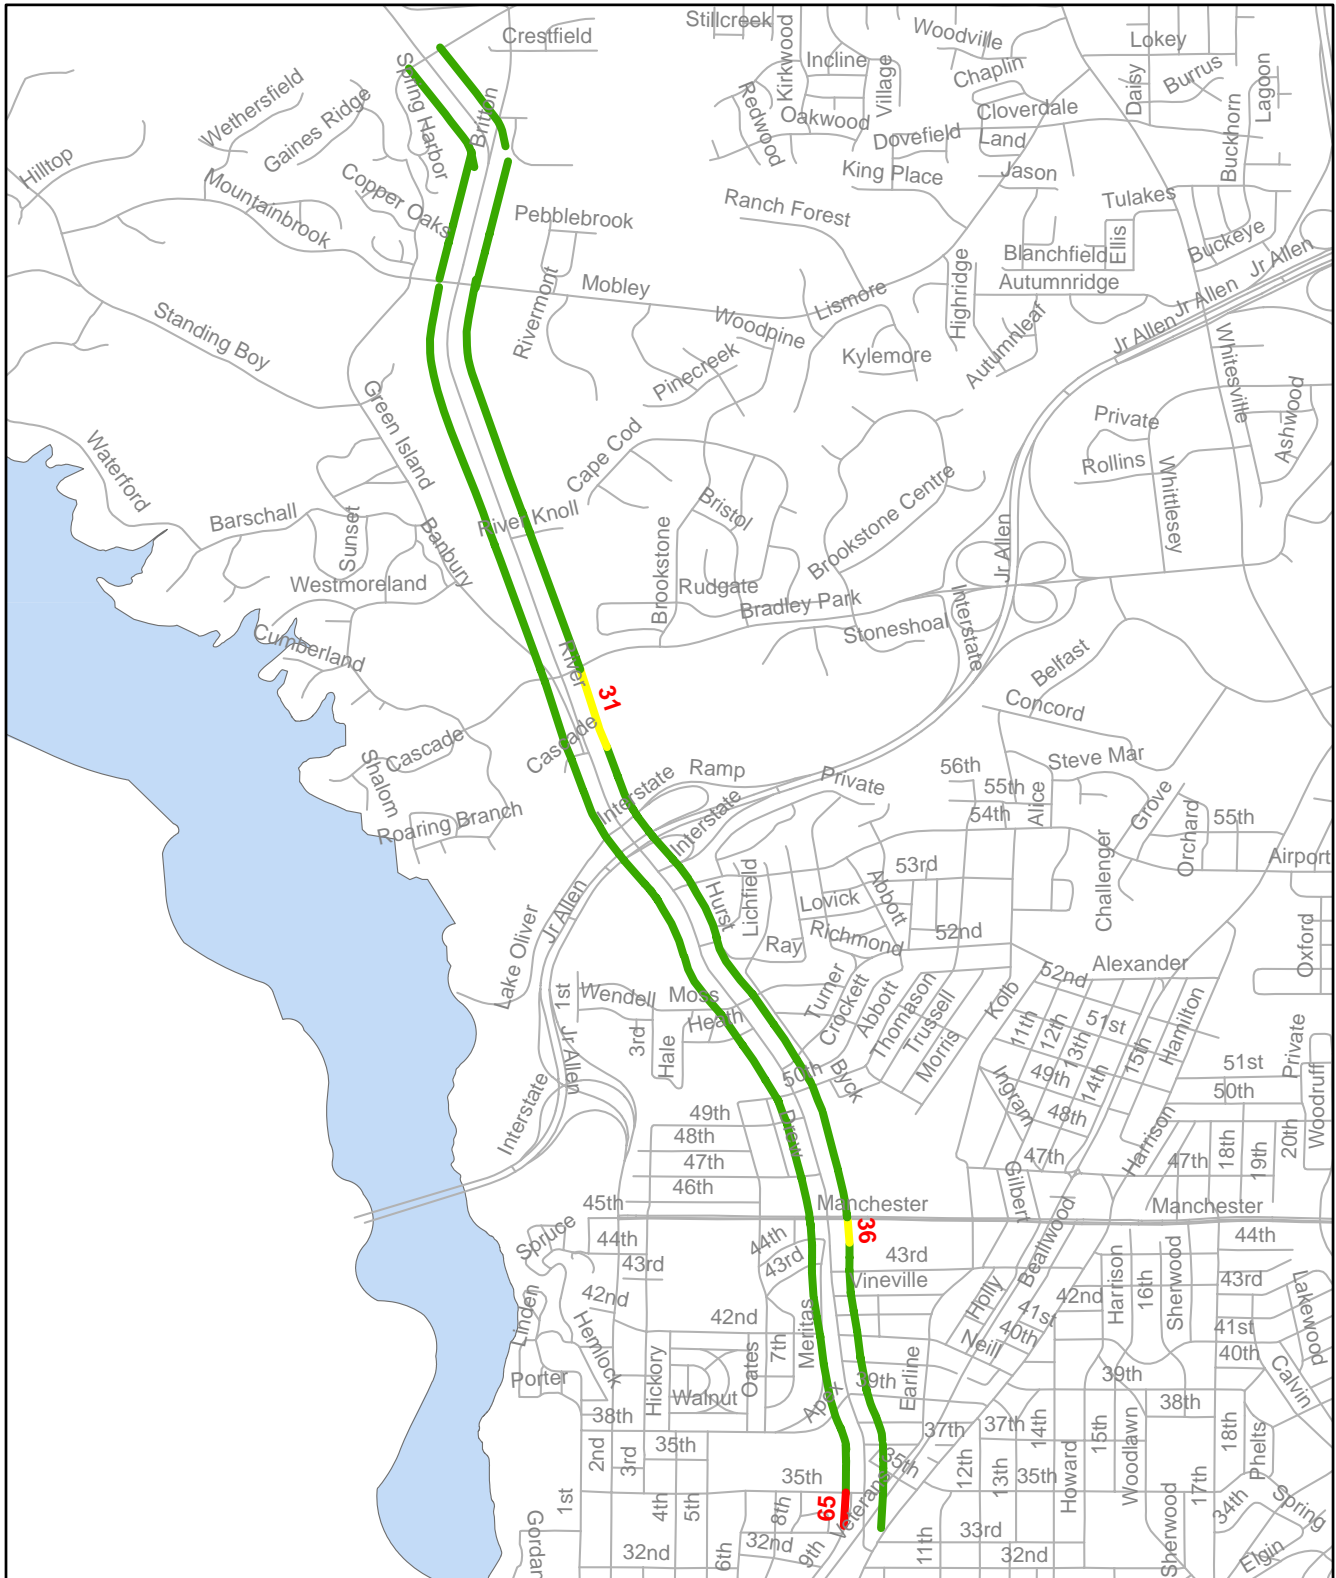 Stillcreek
Kirkwood
Woodville
Lokey
Crestfield
Incline
Village
Chaplin
Daisy
Burrus
Lagoon
Spring Harbor
Wethersfield
Gaines Ridge
Britton
Redwood
Oakwood
Cloverdale
Dovefield
Land
Buckhorn
Hilltop
Copper Oaks
King Place
Jason
Mountainbrook
Pebblebrook
Ranch Forest
Tulakes
Ellis
Buckeye
Jr Allen
Blanchfield
Mobley
Rivermont
Lismore
Highridge
Autumnridge
Jr Allen
Standing Boy
Woodpine
Jr Allen
Autumnleaf
Pinecreek
Kylemore
Whitesville
Green Island
Private
Ashwood
Waterford
Cape Cod
Rollins
Whittlesey
Barschall
Sunset
Banbury
River Knoll
Bristol
Brookstone Centre
Jr Allen
Westmoreland
Brookstone
Rudgate
Bradley Park
Interstate
Cumberland
Stoneshoal
River
Belfast
31
Concord
Cascade
Cascade
Shalom
Interstate
Ramp
Private
56th
Steve Mar
55th
Alice
Roaring Branch
Interstate
54th
Grove
Orchard
55th
Challenger
Airport
Lichfield
53rd
Hurst
Lovick
Abbott
Lake Oliver
Jr Allen
Ray
Richmond
52nd
Oxford
Alexander
52nd
1st
Wendell
Moss
Turner
Crockett
Abbott
Thomason
Trussell
Morris
Kolb
11th
12th
51st
13th
15th
Hamilton
3rd
Hale
Heath
Jr Allen
50th
Byck
Interstate
Ingram
49th
14th
48th
51st
Private
50th
Woodruff
49th
48th
47th
46th
Drew
47th
Harrison
47th
18th
19th
20th
Gilbert
45th
Manchester
Manchester
36
Spruce
44th
43rd
44th
43rd
43rd
Vineville
Beallwood
44th
42nd
Linden
Hemlock
42nd
Meritas
7th
Holly
41st
40th
Neill
42nd
Harrison
16th
Sherwood
43rd
Lakewood
41st
40th
Porter
Hickory
Walnut
Oates
Apex
39th
Earline
39th
Calvin
38th
38th
2nd
3rd
35th
37th
37th
14th
15th
Woodlawn
18th
Phelts
35th
35th
12th
13th
35th
Howard
17th
1st
4th
5th
8th
65
Veterans
34th
Spring
Gordan
32nd
6th
32nd
9th
11th
33rd
32nd
Sherwood
Elgin